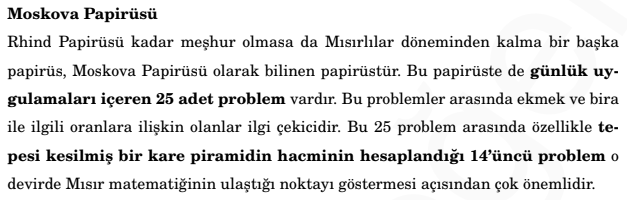 Moskova Papirüsü
Rhind Papirüsü kadar meşhur olmasa da Mısırlılar döneminden kalma bir başka
papirüs, Moskova Papirüsü olarak bilinen papirüstür. Bu papirüste de günlük uy-
gulamaları içeren 25 adet problem vardır. Bu problemler arasında ekmek ve bira
ile ilgili oranlara ilişkin olanlar ilgi çekicidir. Bu 25 problem arasında özellikle te-
pesi kesilmiş bir kare piramidin hacminin hesaplandığı 14'üncü problem o
devirde Mısır matematiğinin ulaştığı noktayı göstermesi açısından çok önemlidir.